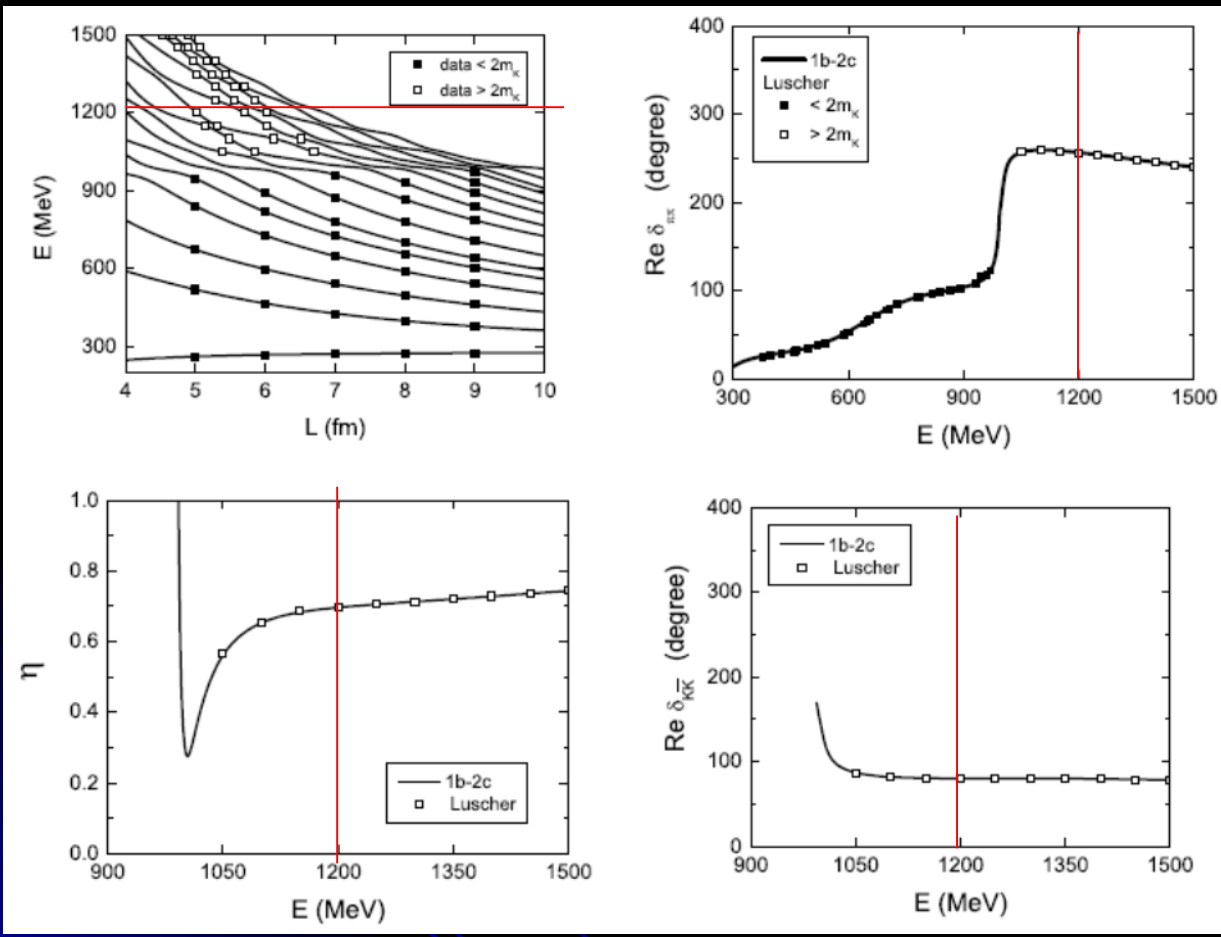 1500
1200
900
600
300
E (MeV)
data < 2m_K
data > 2m_K
4 5 6 7 8 9 10
L (fm)
400
300
200
100
0
Re δ_ππ (degree)
1b-2c
Luscher
< 2m_K
> 2m_K
300 600 900 1200 1500
E (MeV)
1.0
0.8
0.6
0.4
0.2
0.0
η
1b-2c
Luscher
900 1050 1200 1350 1500
E (MeV)
400
300
200
100
0
Re δ_KK̅ (degree)
1b-2c
Luscher
900 1050 1200 1350 1500
E (MeV)